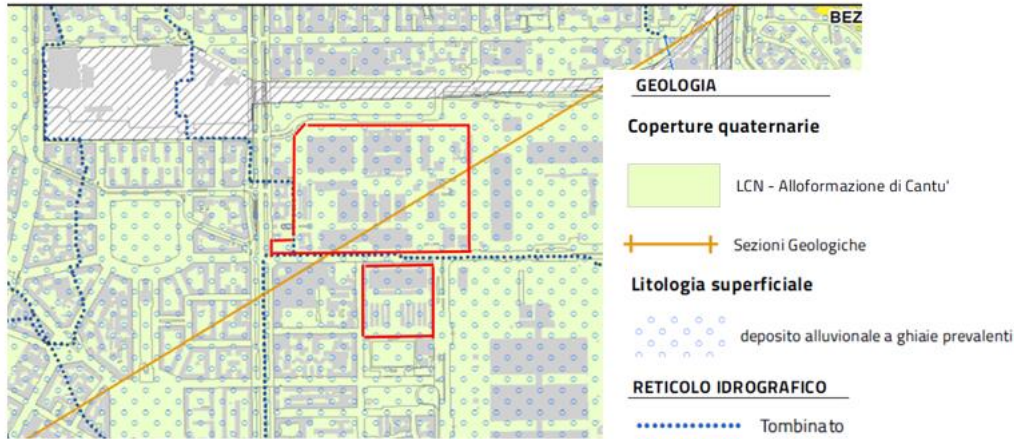 BEZ
GEOLOGIA
Coperture quaternarie
LCN - Alloformazione di Cantu'
Sezioni Geologiche
Litologia superficiale
deposito alluvionale a ghiaie prevalenti
RETICOLO IDROGRAFICO
Tombinato